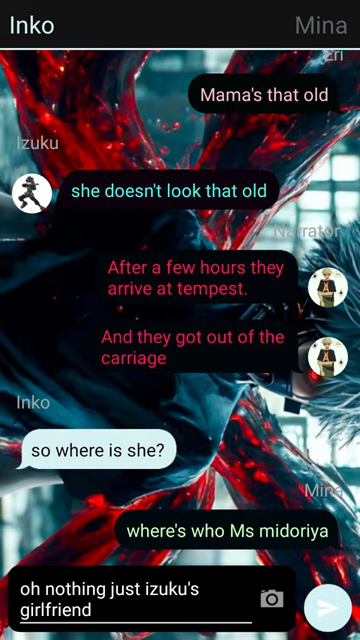 Inko
Mina
Eri
Mama's that old
Izuku
she doesn't look that old
Narrator
After a few hours they
arrive at tempest.
And they got out of the
carriage
Inko
so where is she?
Mina
where's who Ms midoriya
oh nothing just izuku's
girlfriend